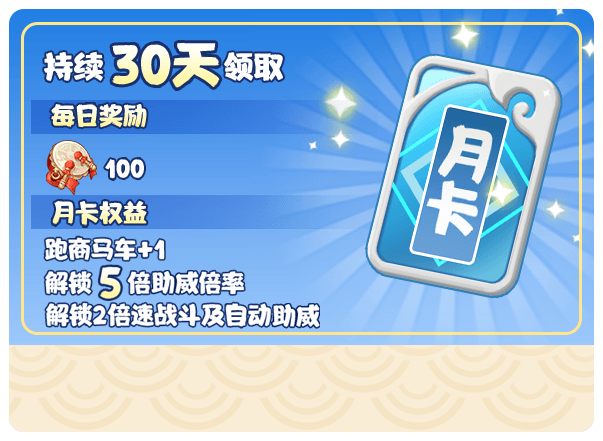 持续30天领取
每日奖励
100
月卡权益
跑商马车+1
解锁5倍助威倍率
解锁2倍速战斗及自动助威
月卡